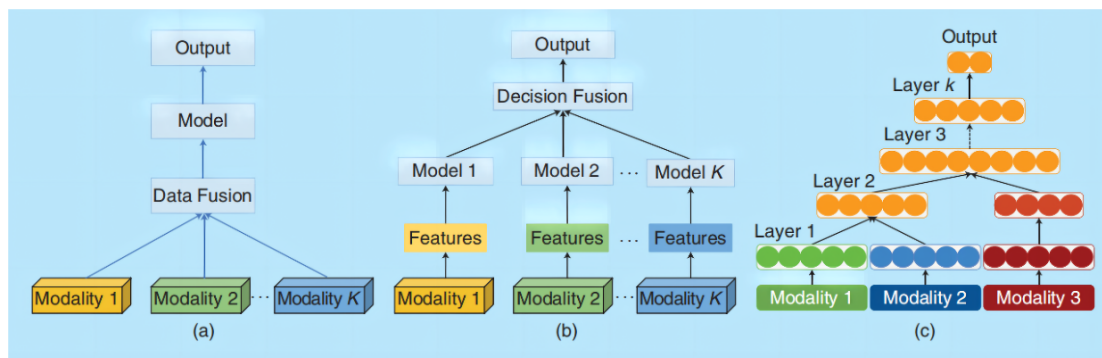 Output
Model
Data Fusion
Modality 1
Modality 2
...
Modality K
(a)
Output
Decision Fusion
Model 1
Model 2
...
Model K
Features
Features
...
Features
Modality 1
Modality 2
...
Modality K
(b)
Output
Layer k
Layer 3
Layer 2
Layer 1
Modality 1
Modality 2
Modality 3
(c)